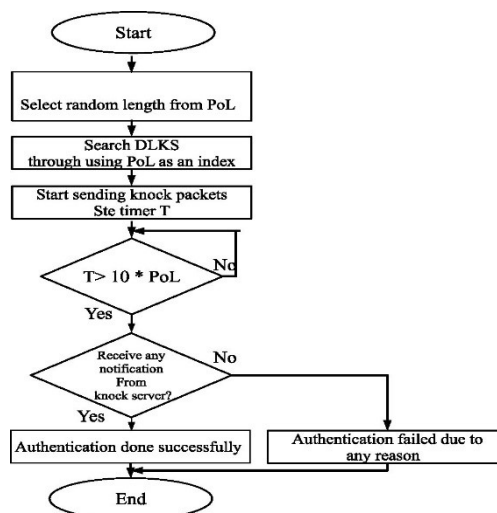 Start
Select random length from PoL
Search DLKS
through using PoL as an index
Start sending knock packets
Ste timer T
T> 10 * PoL
No
Yes
Receive any
notification
From
knock server?
No
Yes
Authentication done successfully
Authentication failed due to
any reason
End